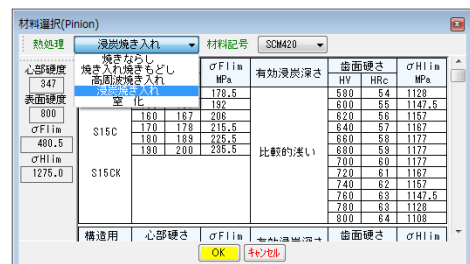 材料選択(Pinion)
熱処理 浸炭焼き入れ 材料記号 SCM420
焼きならし
焼き入れ焼きもどし
高周波焼き入れ
浸炭焼き入れ
窒 化
心部硬度
347
表面硬度
800
σFlim
480.5
σHlim
1275.0
σFlim 有効浸炭深さ 歯面硬さ σHlim
MPa HV HRc MPa
178.5 580 54 1128
192 600 55 1147.5
160 167 206 620 56 1157
S15C 170 178 215.5 640 57 1167
180 189 225.5 660 58 1177
190 200 235.5 比較的浅い 680 59 1177
700 60 1177
S15CK 720 61 1167
740 62 1157
760 63 1147.5
780 63 1128
800 64 1108
構造用 心部硬さ σFlim 歯面硬さ σHlim
OK キャンセル